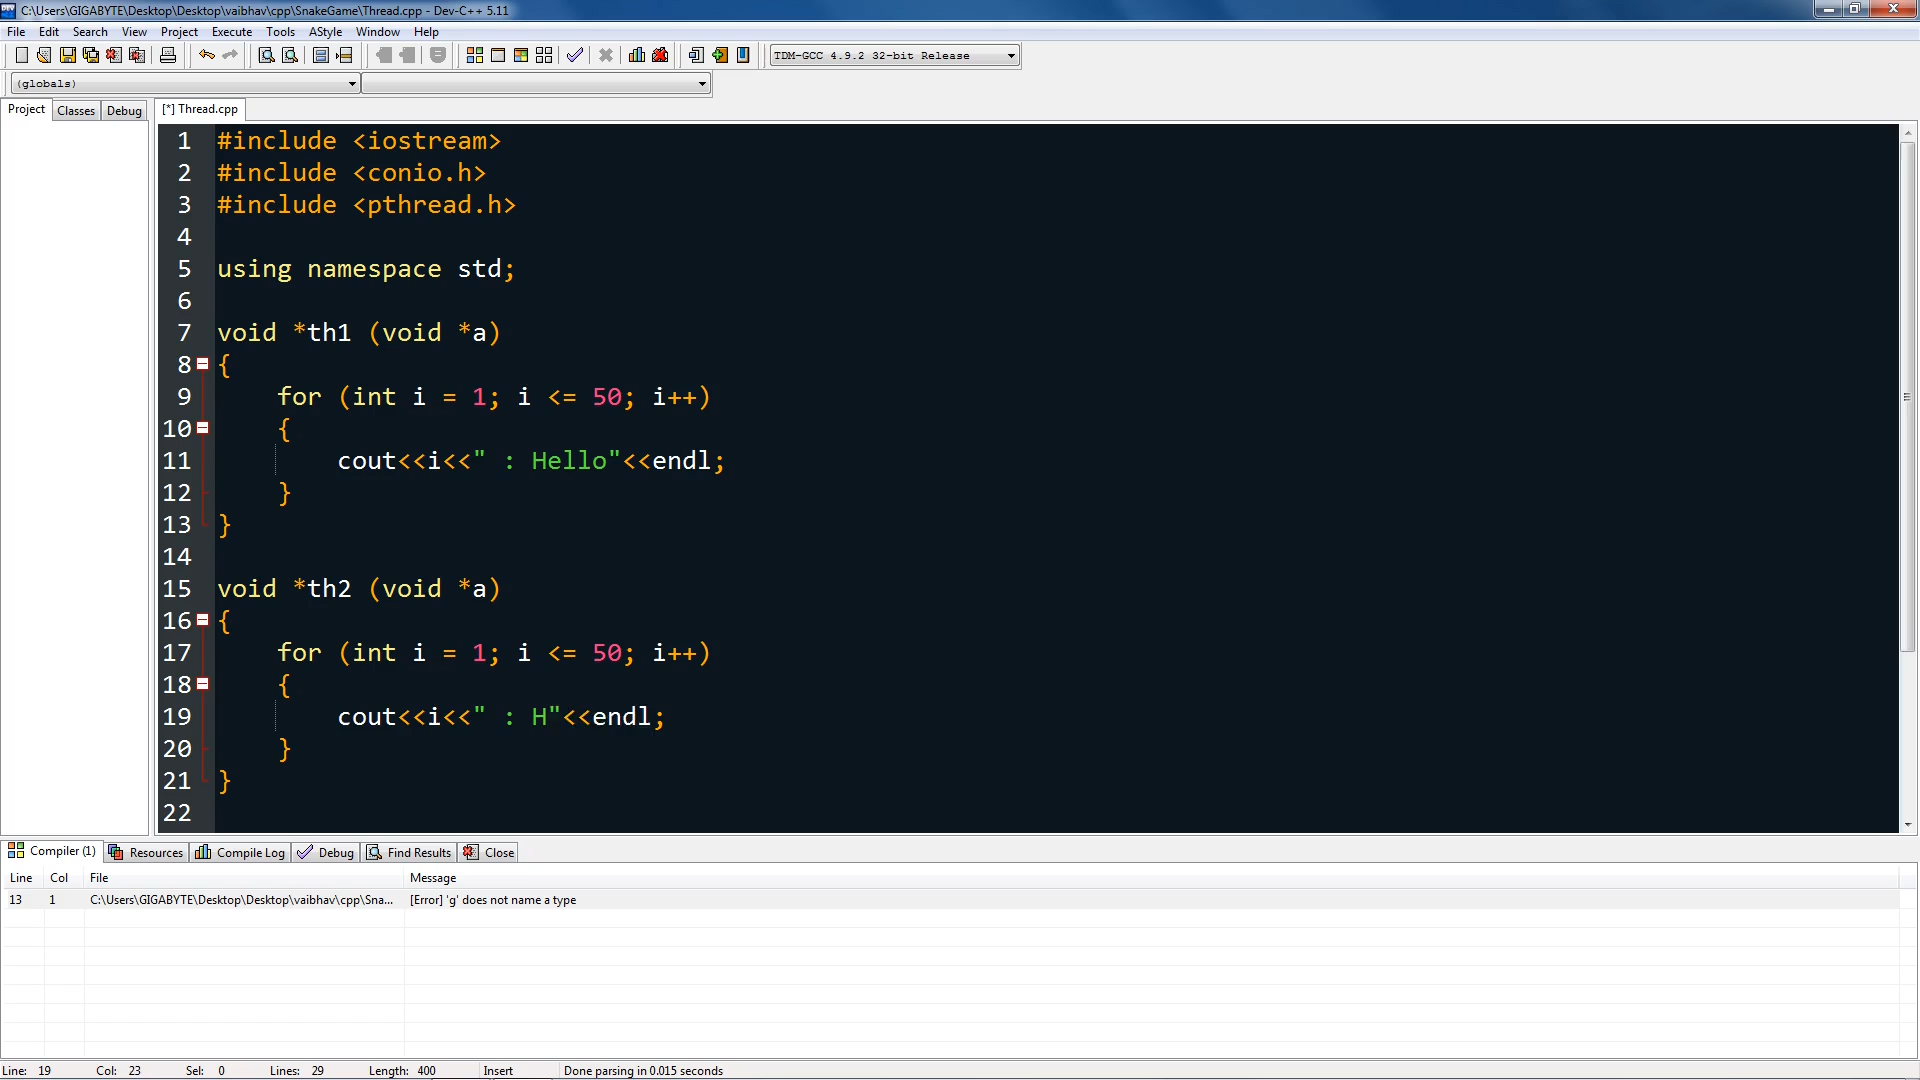 C:\Users\GIGABYTE\Desktop\Desktop\vaibhav\cpp\SnakeGame\Thread.cpp - Dev-C++ 5.11
File Edit Search View Project Execute Tools AStyle Window Help
TDM-GCC 4.9.2 32-bit Release
(globals)
Project Classes Debug [*] Thread.cpp
1 #include <iostream>
2 #include <conio.h>
3 #include <pthread.h>
4
5 using namespace std;
6
7 void *th1 (void *a)
8 {
9 for (int i = 1; i <= 50; i++)
10 {
11 cout<<i<<" : Hello"<<endl;
12 }
13 }
14
15 void *th2 (void *a)
16 {
17 for (int i = 1; i <= 50; i++)
18 {
19 cout<<i<<" : H"<<endl;
20 }
21 }
22
Compiler (1) Resources Compile Log Debug Find Results Close
Line Col File Message
13 1 C:\Users\GIGABYTE\Desktop\Desktop\vaibhav\cpp\Sna... [Error] 'g' does not name a type
Line: 19 Col: 23 Sel: 0 Lines: 29 Length: 400 Insert Done parsing in 0.015 seconds